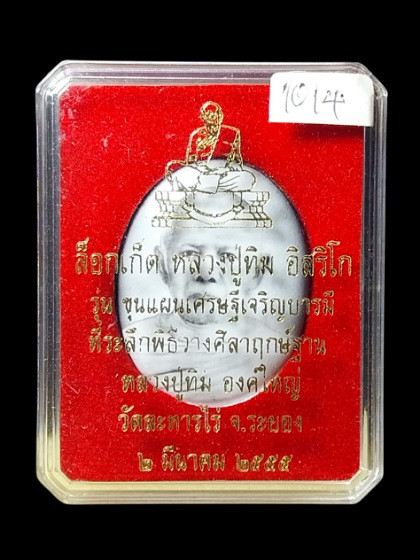 1014
ล็อกเก็ต หลวงปู่ทิม อิสริโก
รุ่น ขุนแผนเศรษฐีเจริญบารมี
ที่ระลึกพิธีวางศิลาฤกษ์ฐาน
หลวงปู่ทิม องค์ใหญ่
วัดละหารไร่ จ.ระยอง
๒ มีนาคม ๒๕๕๕